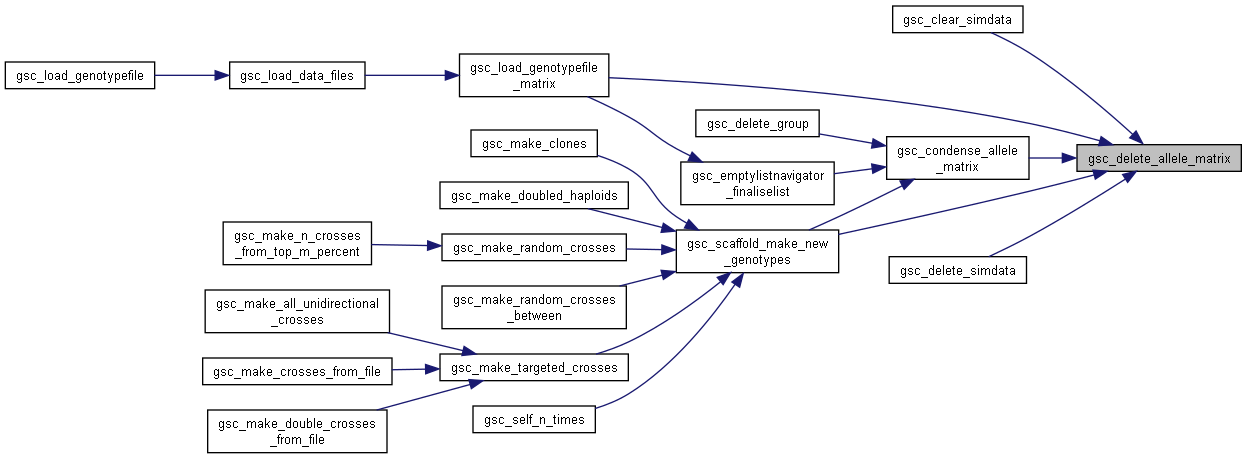 gsc_clear_simdata
gsc_load_genotypefile
gsc_load_data_files
gsc_load_genotypefile
_matrix
gsc_delete_group
gsc_make_clones
gsc_condense_allele
_matrix
gsc_delete_allele_matrix
gsc_emptylistnavigator
_finaliselist
gsc_make_doubled_haploids
gsc_make_n_crosses
_from_top_m_percent
gsc_make_random_crosses
gsc_scaffold_make_new
_genotypes
gsc_delete_simdata
gsc_make_all_unidirectional
_crosses
gsc_make_random_crosses
_between
gsc_make_crosses_from_file
gsc_make_targeted_crosses
gsc_make_double_crosses
_from_file
gsc_self_n_times